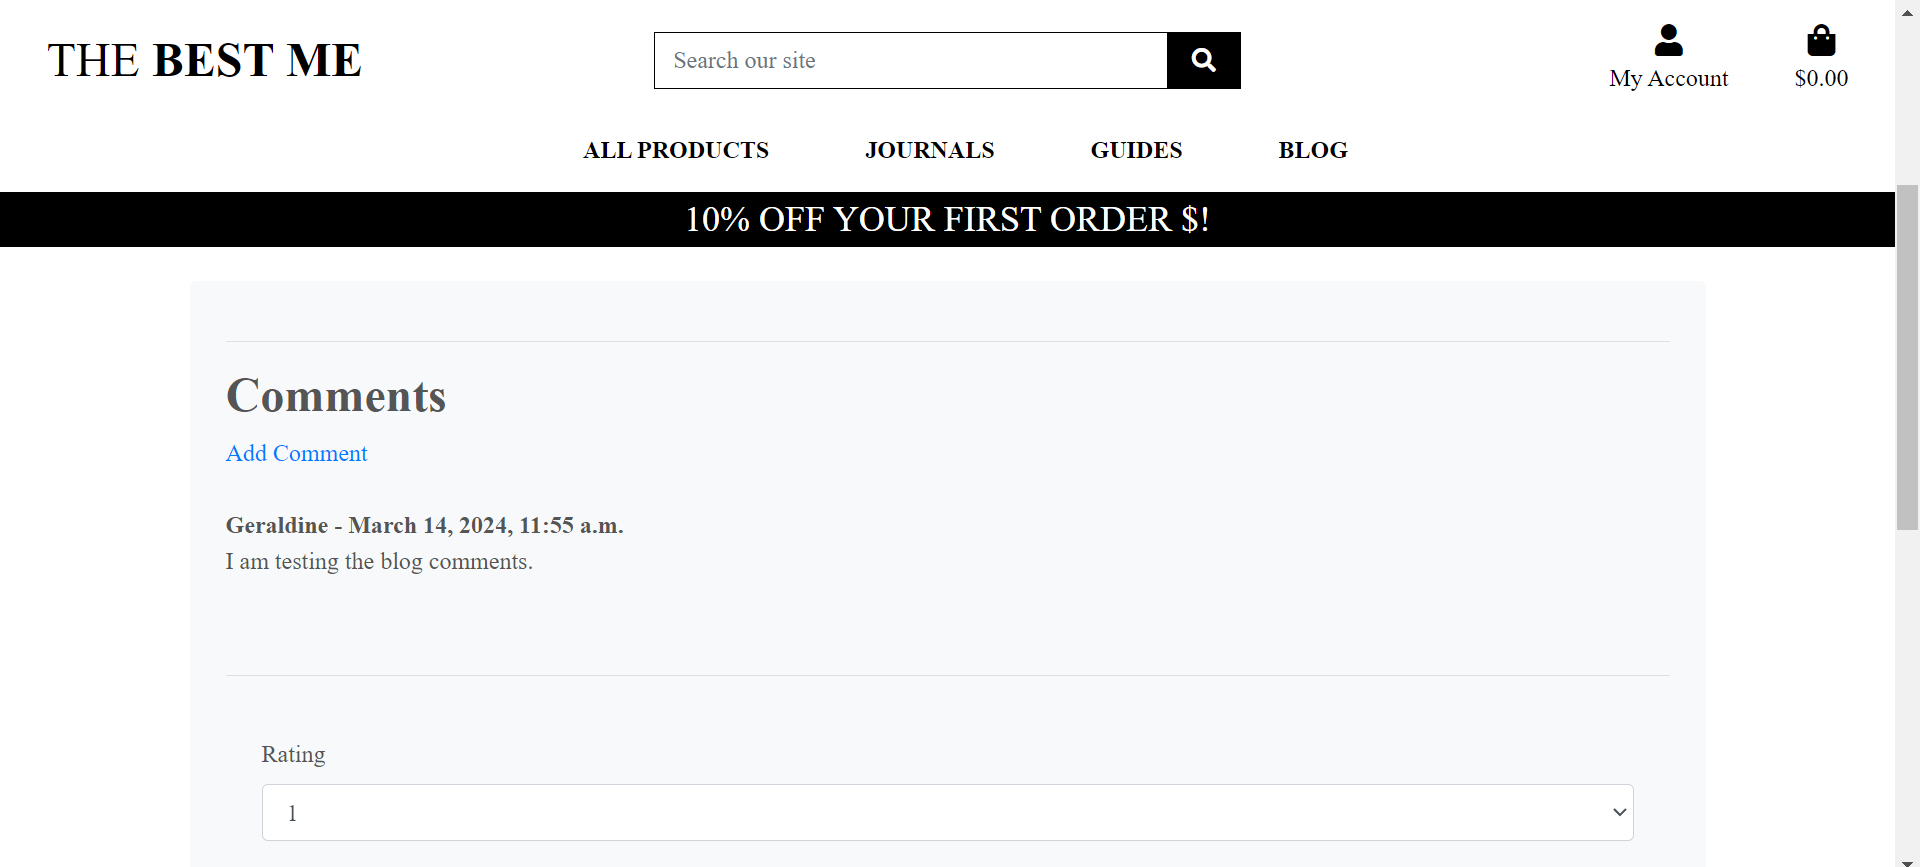 THE BEST ME
Search our site
My Account
$0.00
ALL PRODUCTS
JOURNALS
GUIDES
BLOG
10% OFF YOUR FIRST ORDER $!
Comments
Add Comment
Geraldine - March 14, 2024, 11:55 a.m.
I am testing the blog comments.
Rating
1